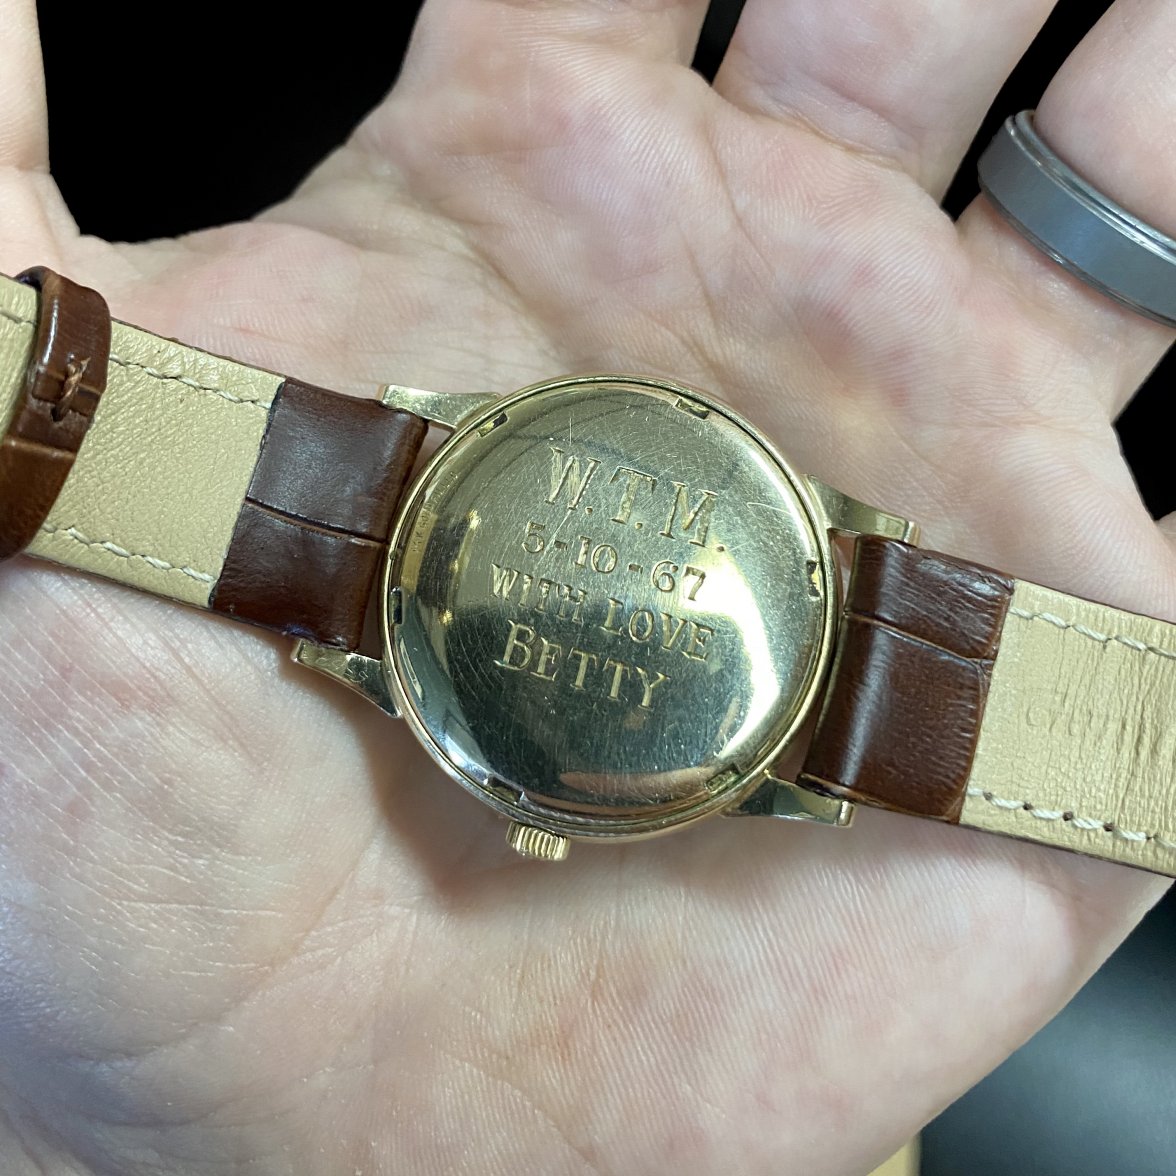 W.T.M.
5-10-67
WITH LOVE
BETTY